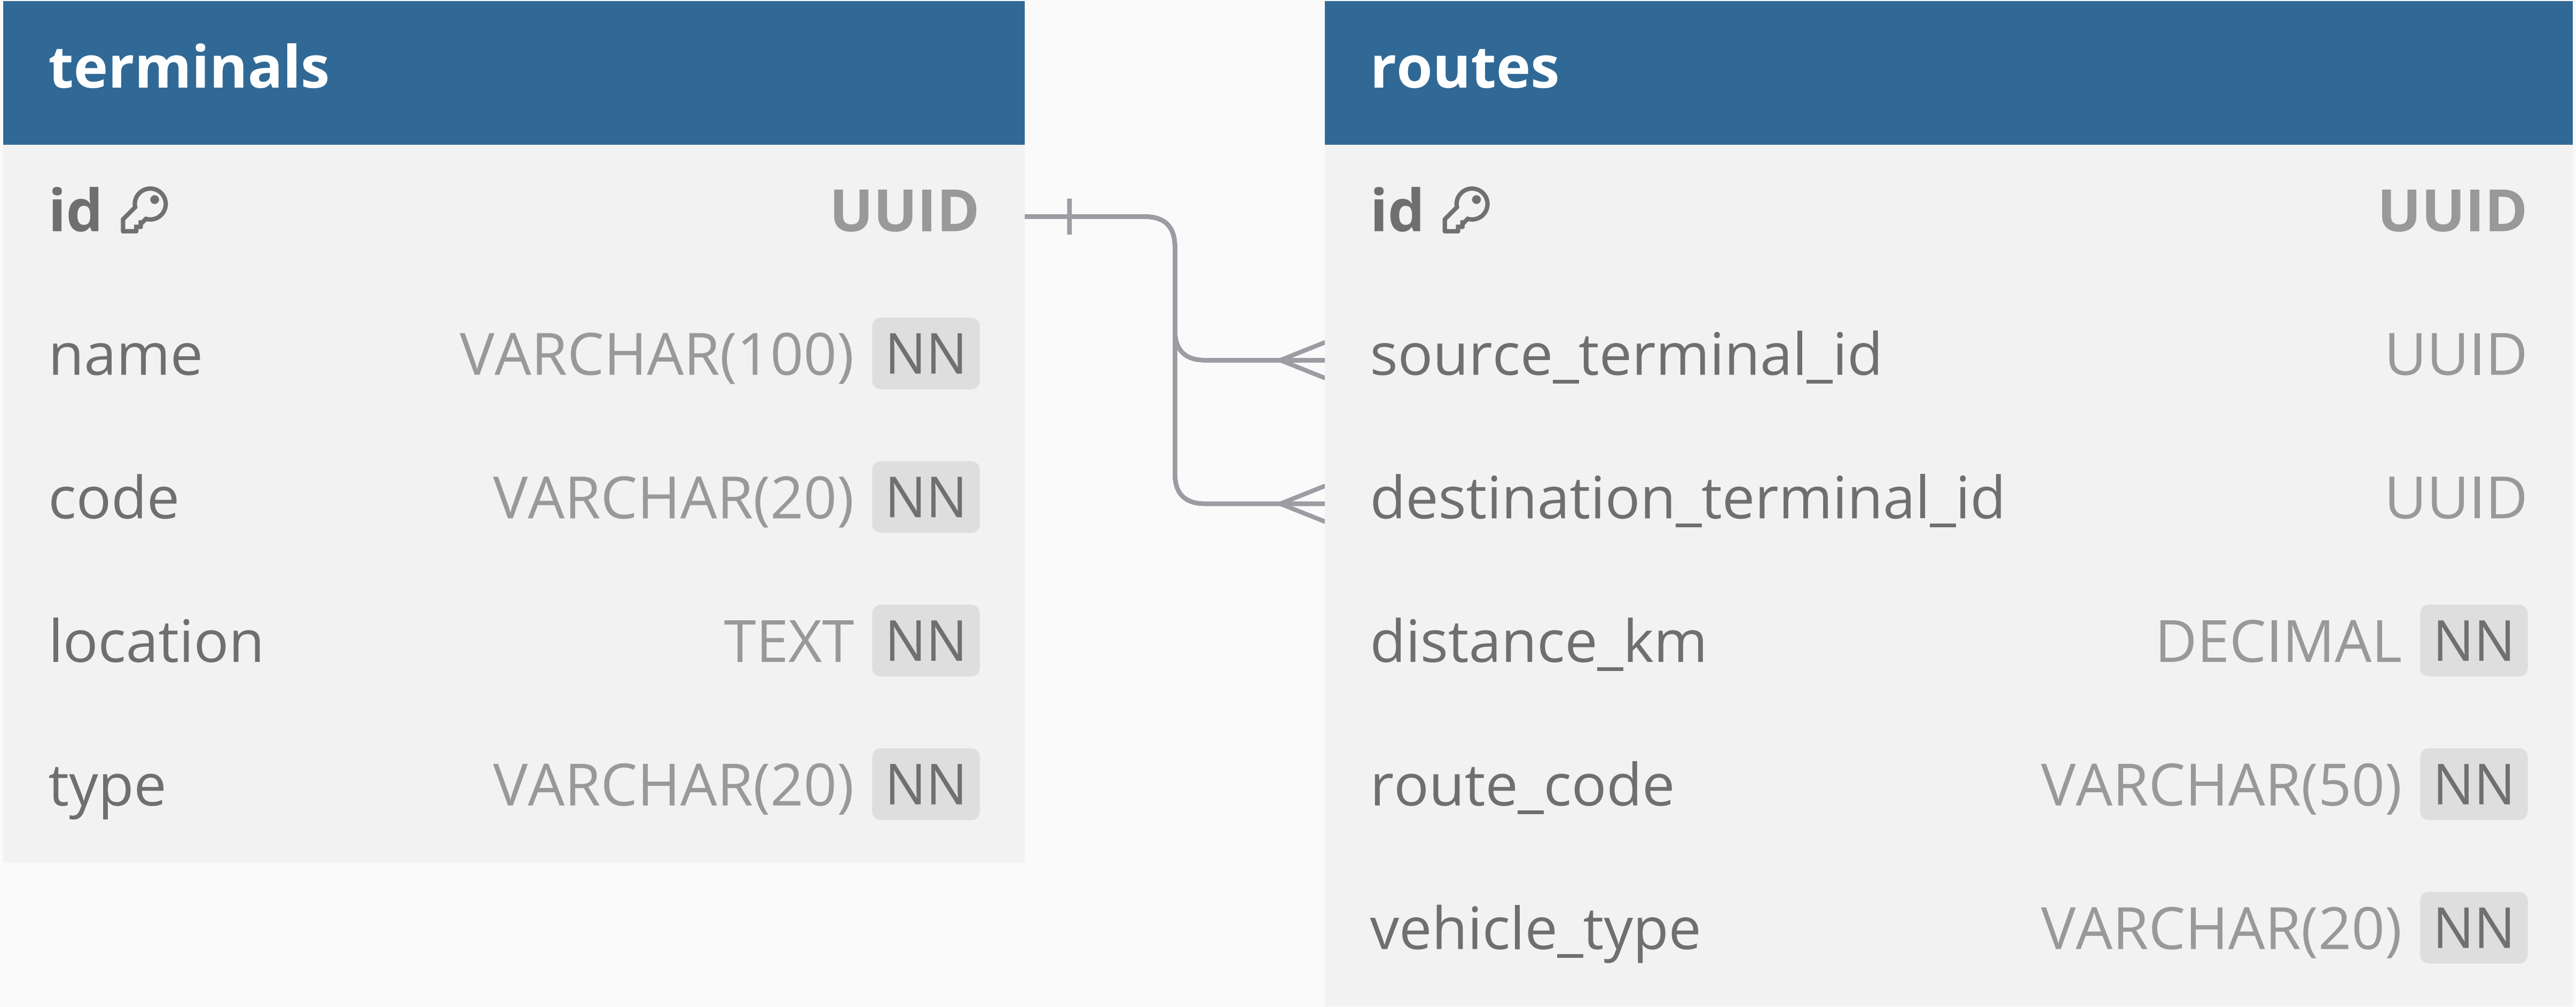 terminals
id UUID
name VARCHAR(100) NN
code VARCHAR(20) NN
location TEXT NN
type VARCHAR(20) NN
routes
id UUID
source_terminal_id UUID
destination_terminal_id UUID
distance_km DECIMAL NN
route_code VARCHAR(50) NN
vehicle_type VARCHAR(20) NN